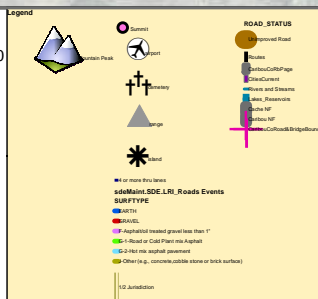 Legend
0
Mountain Peak
Summit
Airport
Cemetery
Range
Island
4 or more thru lanes
sdeMaint.SDE.LRI_Roads Events
SURFTYPE
EARTH
GRAVEL
F-Asphalt/oil treated gravel less than 1"
G-1-Road or Cold Plant mix Asphalt
G-2-Hot mix asphalt pavement
J-Other (e.g., concrete,cobble stone or brick surface)
1/2 Jurisdiction
ROAD_STATUS
Unimproved Road
Routes
CaribouCoRbPage
CitiesCurrent
Rivers and Streams
Lakes_Reservoirs
Cache NF
Caribou NF
CaribouCoRoad&BridgeBoun